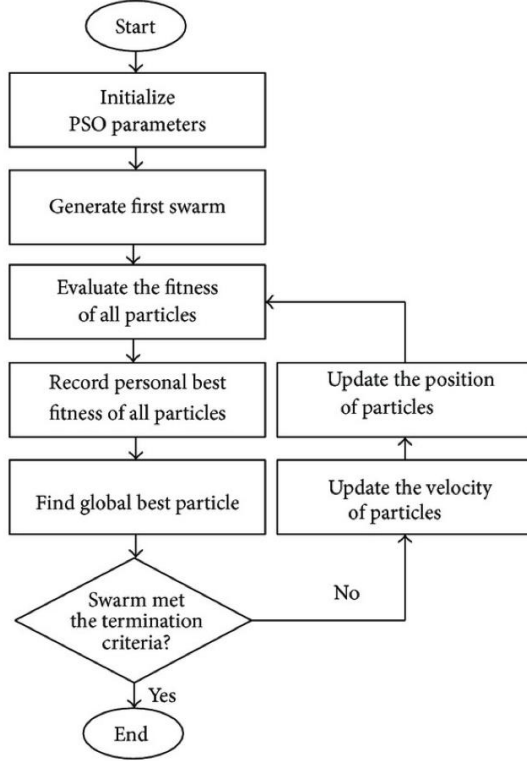 Start
Initialize
PSO parameters
Generate first swarm
Evaluate the fitness
of all particles
Record personal best
fitness of all particles
Find global best particle
Swarm met
the termination
criteria?
Yes
End
No
Update the velocity
of particles
Update the position
of particles